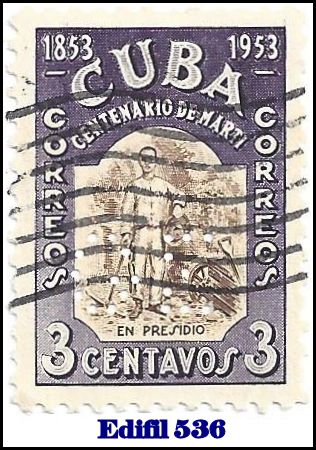 1853 1953
CUBA
CENTENARIO DE MARTI
CORREOS
CORREOS
EN PRESIDIO
3 CENTAVOS 3
Edifil 536